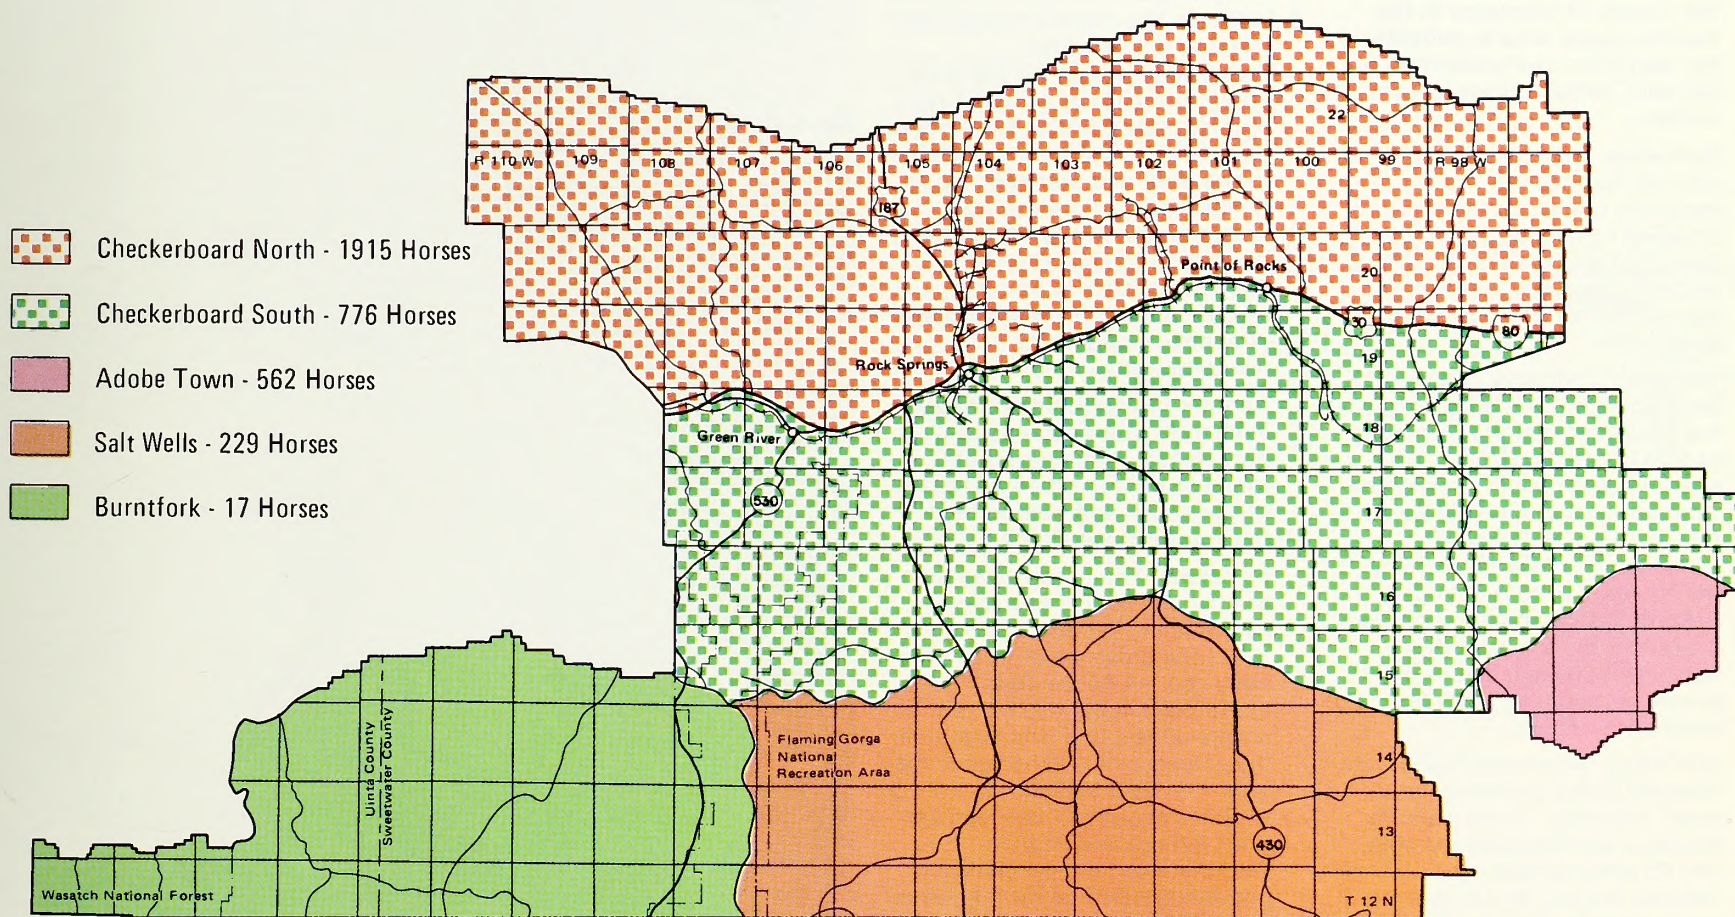 22
R 110 W 109 108 107 106 105 104 103 102 101 100 99 R 98 W
187
Checkerboard North - 1915 Horses
Point of Rocks
20
Checkerboard South - 776 Horses
30
80
19
Rock Springs
Adobe Town - 562 Horses
18
Green River
Salt Wells - 229 Horses
530
Burntfork - 17 Horses
17
16
15
Uinta County
Sweetwater County
Flaming Gorga
National
Recreation Araa
14
13
430
Wasatch National Forest
T 12 N